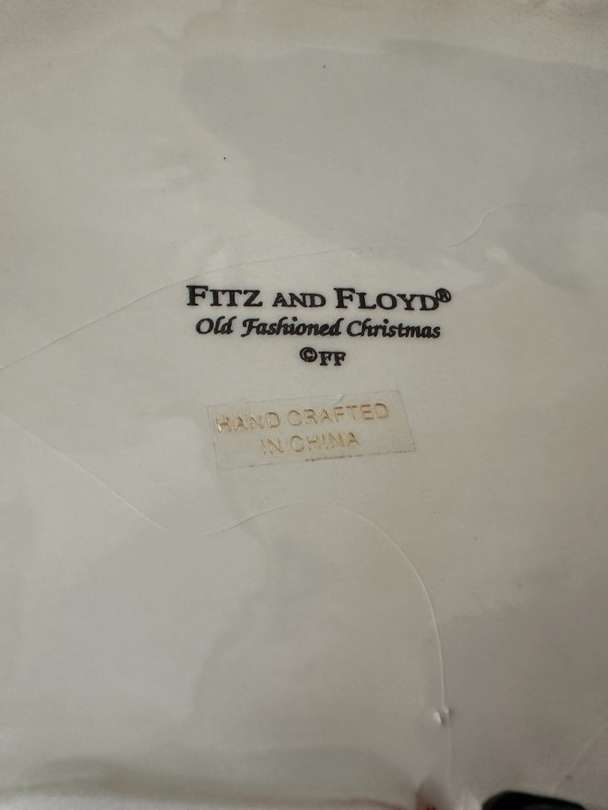 FITZ AND FLOYD®
Old Fashioned Christmas
©FF
HAND CRAFTED
IN CHINA